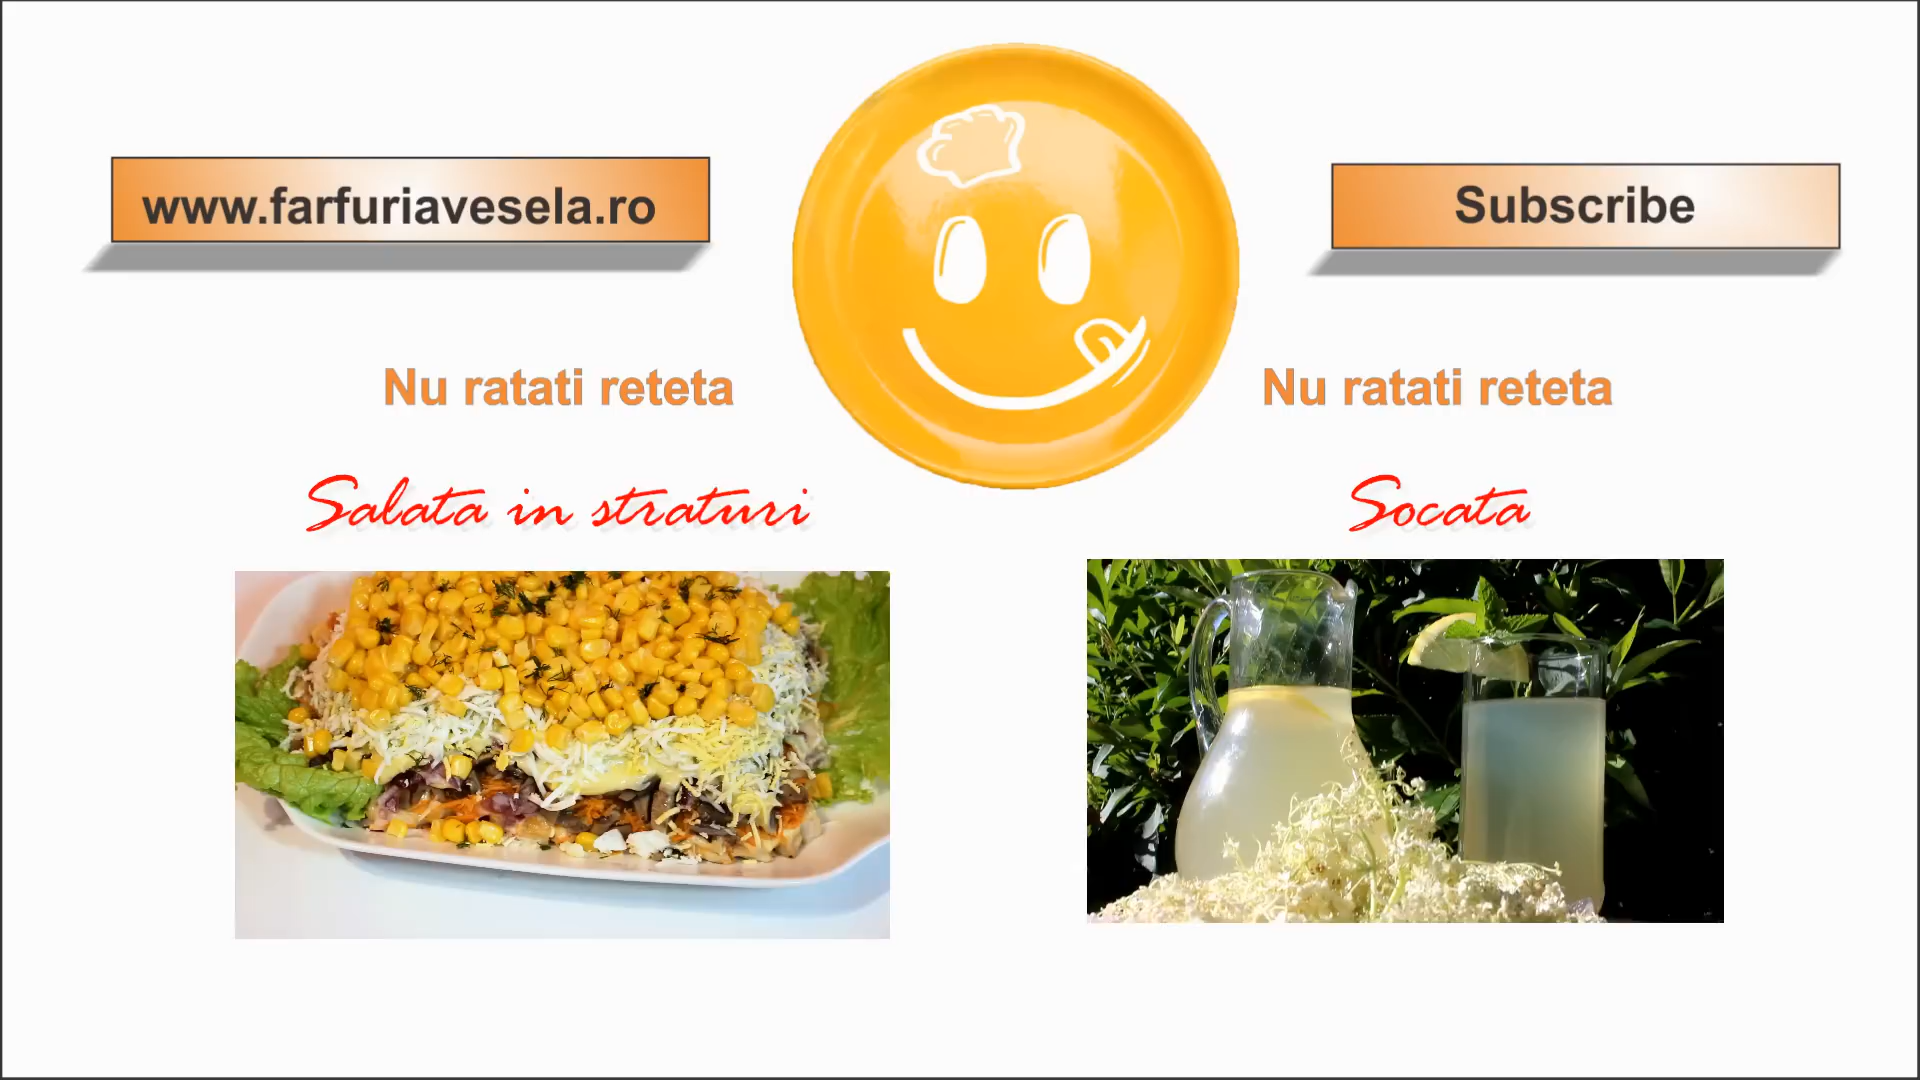 www.farfuriavesela.ro
Subscribe
Nu ratati reteta
Nu ratati reteta
Salata in straturi
Socata